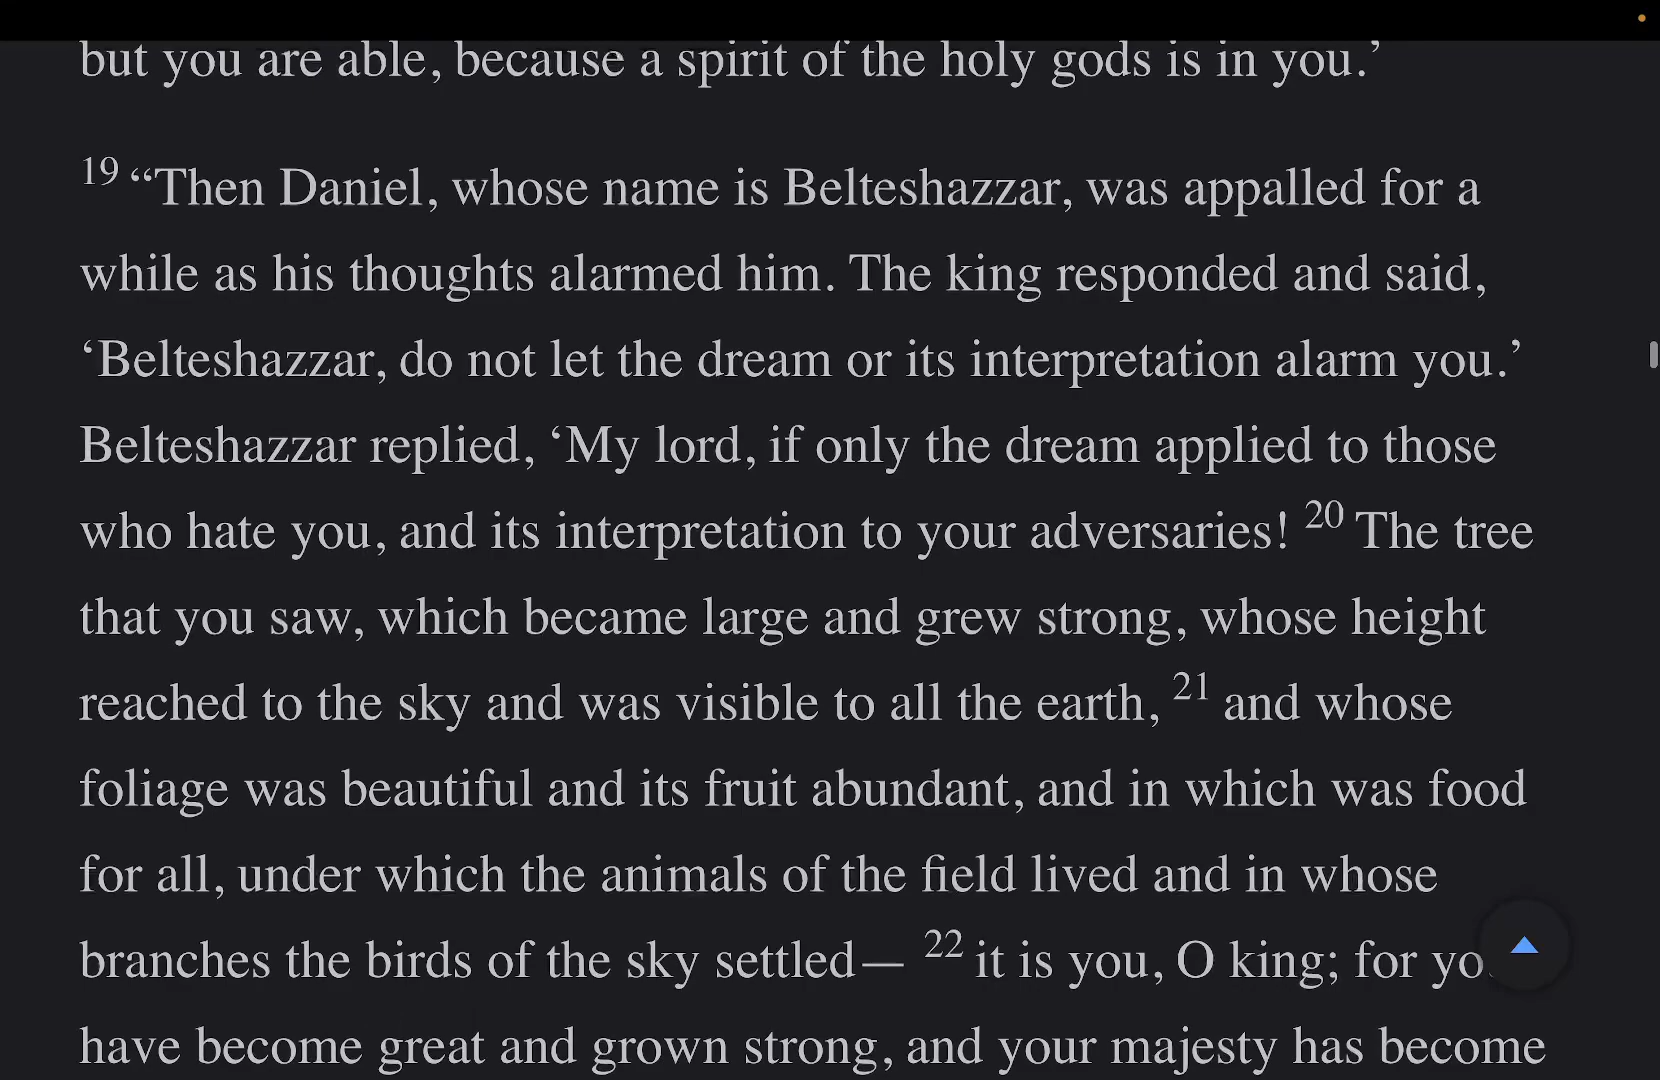 but you are able, because a spirit of the holy gods is in you.’
19 “Then Daniel, whose name is Belteshazzar, was appalled for a
while as his thoughts alarmed him. The king responded and said,
‘Belteshazzar, do not let the dream or its interpretation alarm you.’
Belteshazzar replied, ‘My lord, if only the dream applied to those
who hate you, and its interpretation to your adversaries! 20 The tree
that you saw, which became large and grew strong, whose height
reached to the sky and was visible to all the earth, 21 and whose
foliage was beautiful and its fruit abundant, and in which was food
for all, under which the animals of the field lived and in whose
branches the birds of the sky settled— 22 it is you, O king; for
have become great and grown strong, and your majesty has become